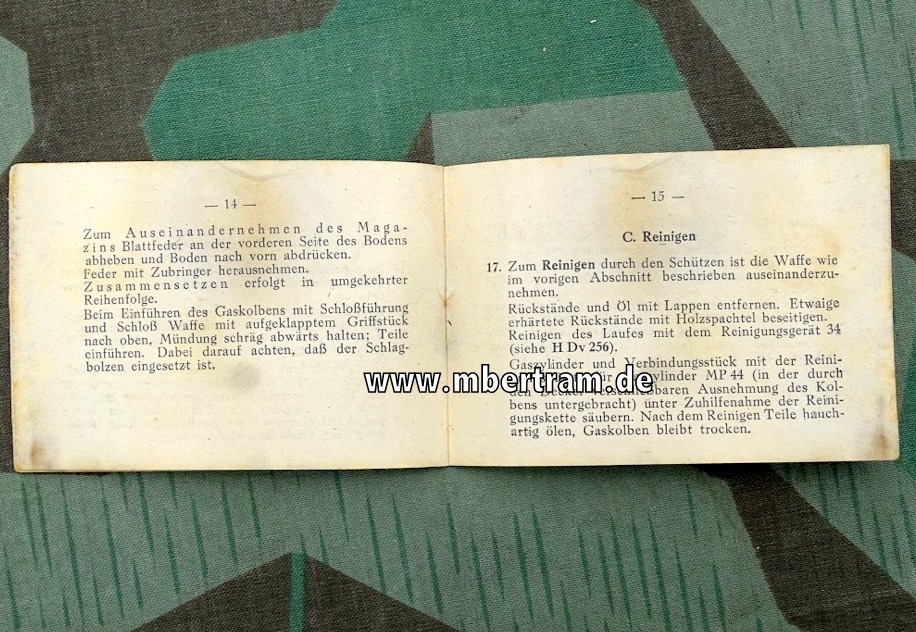 — 14 —
Zum Auseinandernehmen des Maga-
zins Blattfeder an der vorderen Seite des Bodens
abheben und Boden nach vorn abdrücken.
Feder mit Zubringer herausnehmen.
Zusammensetzen erfolgt in umgekehrter
Reihenfolge.
Beim Einführen des Gaskolbens mit Schloßführung
und Schloß Waffe mit aufgeklapptem Griffstück
nach oben, Mündung schräg abwärts halten; Teile
einführen. Dabei darauf achten, daß der Schlag-
bolzen eingesetzt ist.
— 15 —
C. Reinigen
17. Zum Reinigen durch den Schützen ist die Waffe wie
im vorigen Abschnitt beschrieben auseinanderzu-
nehmen.
Rückstände und Öl mit Lappen entfernen. Etwaige
erhärtete Rückstände mit Holzspachtel beseitigen.
Reinigen des Laufes mit dem Reinigungsgerät 34
(siehe H Dv 256).
Gaszylinder und Verbindungsstück mit der Reini-
für MP 44 (in der durch
den Ausnehmung des Kol-
bens untergebracht) unter Zuhilfenahme der Reini-
gungskette säubern. Nach dem Reinigen Teile hauch-
artig ölen, Gaskolben bleibt trocken.
www.mbertram.de